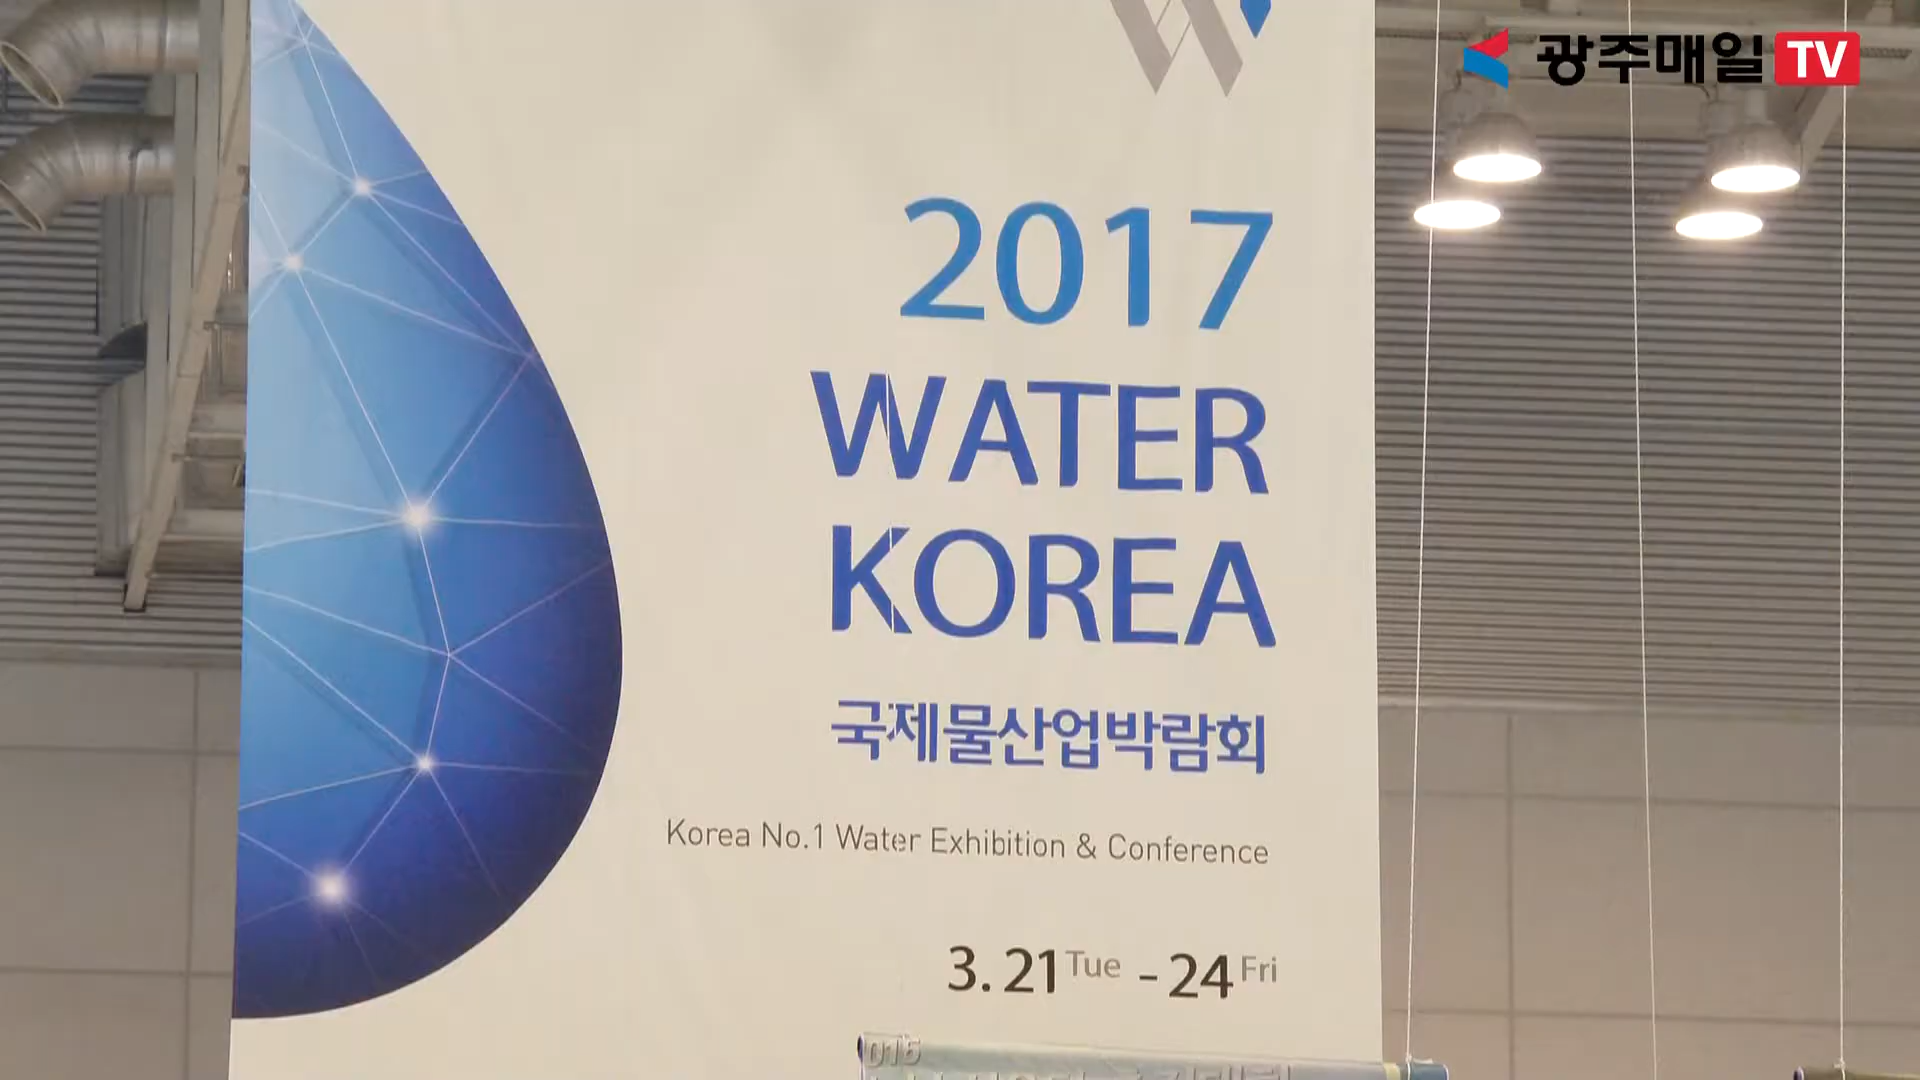 광주매일 TV
2017
WATER
KOREA
국제물산업박람회
Korea No.1 Water Exhibition & Conference
3. 21 Tue - 24 Fri